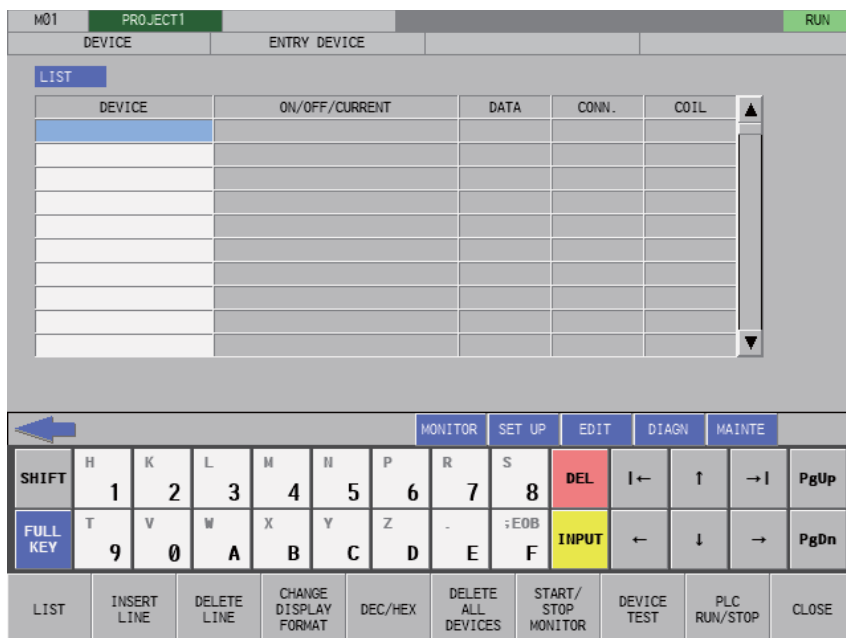 MØ1 PROJECT1 RUN
DEVICE ENTRY DEVICE
LIST
DEVICE ON/OFF/CURRENT DATA CONN. COIL
MONITOR SET UP EDIT DIAGN MAINTE
SHIFT H 1 K 2 L 3 M 4 N 5 P 6 R 7 S 8 DEL |← ↑ →| PgUp
FULL KEY T 9 V Ø W A X B Y C Z D - E ;EOB F INPUT ← ↓ → PgDn
LIST INSERT LINE DELETE LINE CHANGE DISPLAY FORMAT DEC/HEX DELETE ALL DEVICES START/ STOP MONITOR DEVICE TEST PLC RUN/STOP CLOSE